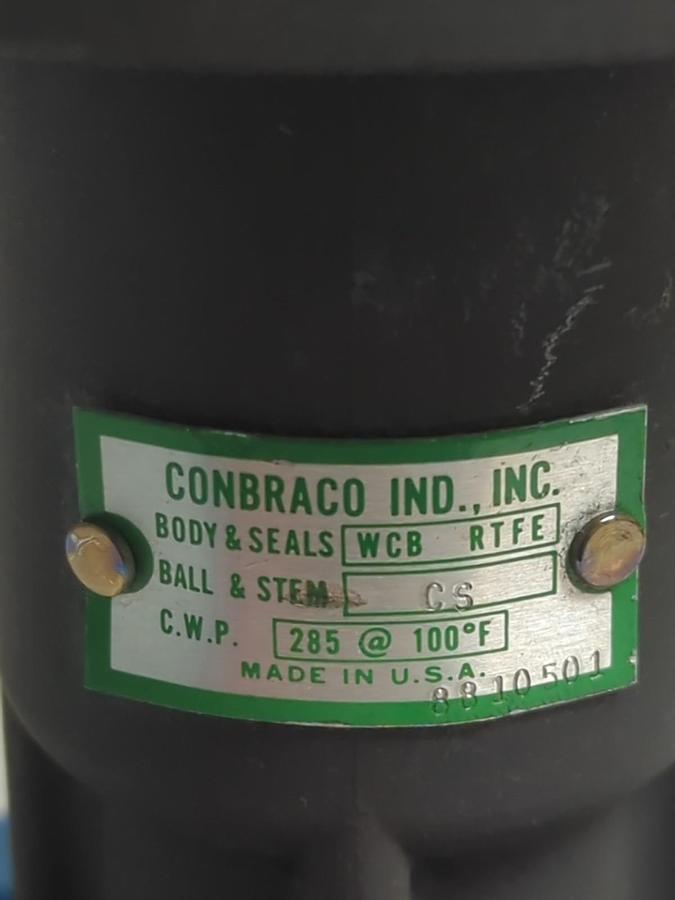 CONBRACO IND., INC.
BODY & SEALS WCB RTFE
BALL & STEM CS
C.W.P. 285 @ 100°F
MADE IN U.S.A.
8810501